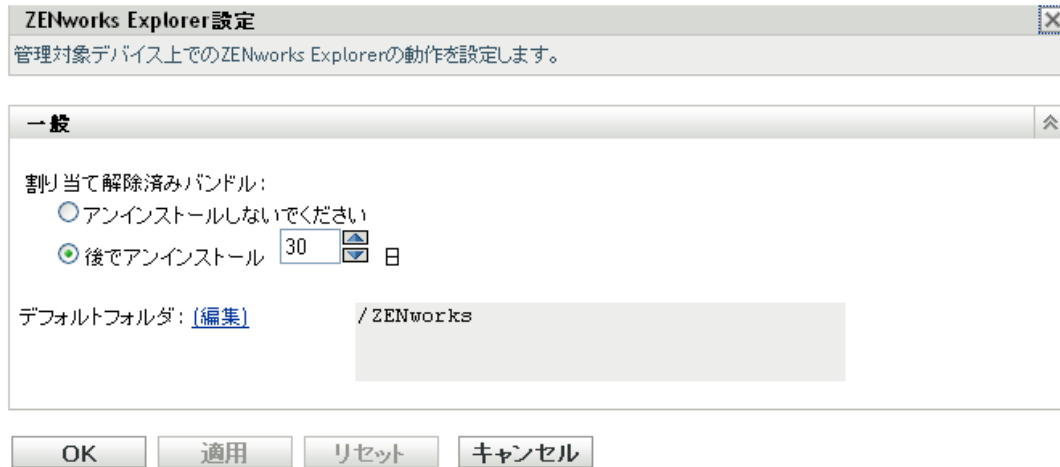 ZENworks Explorer設定
管理対象デバイス上でのZENworks Explorerの動作を設定します。
一般
割り当て解除済みバンドル:
アンインストールしないでください
後でアンインストール 30 日
デフォルトフォルダ: (編集) /ZENworks
OK 適用 リセット キャンセル